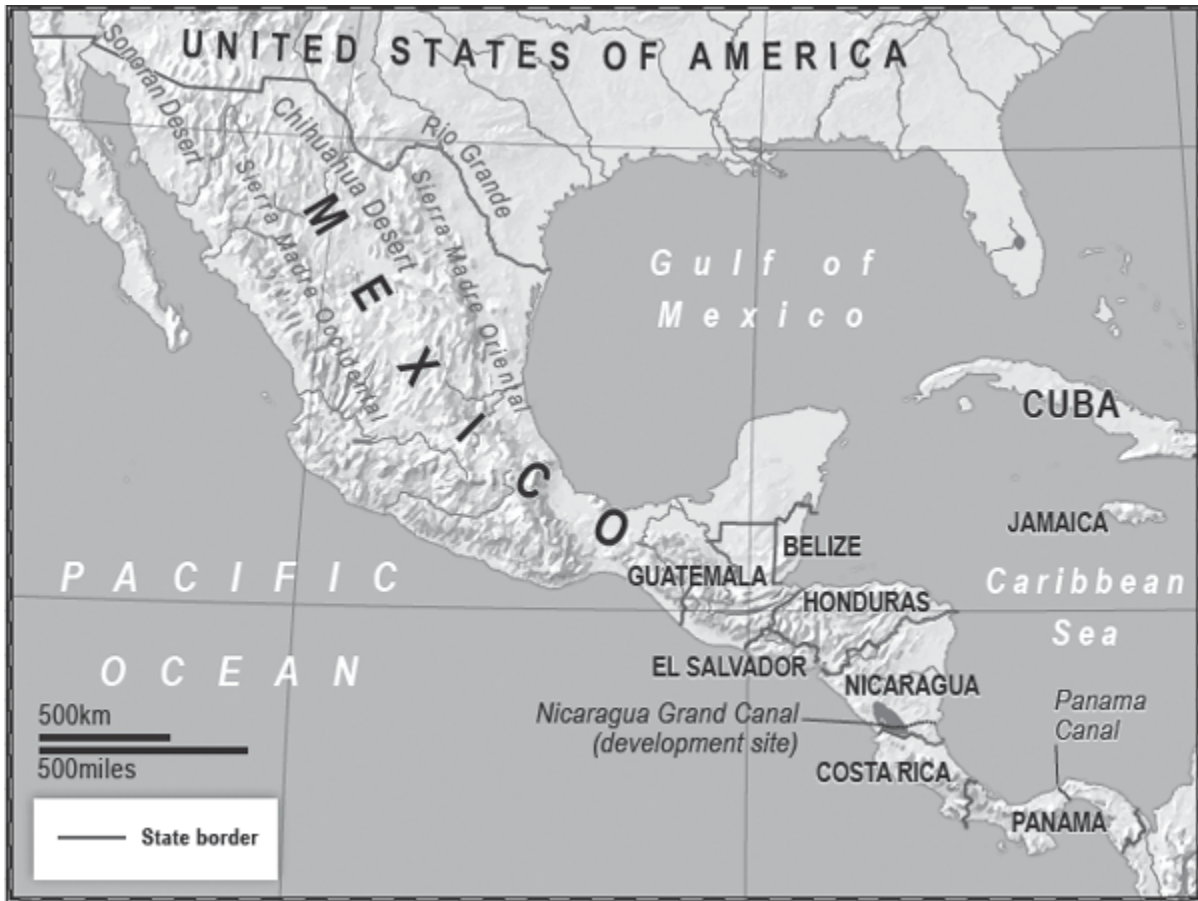 UNITED STATES OF AMERICA
Sonoran Desert
Chihuahua Desert
Rio Grande
Sierra Madre Occidental
Sierra Madre Oriental
MEXICO
Gulf of
Mexico
CUBA
JAMAICA
BELIZE
GUATEMALA
HONDURAS
Caribbean
Sea
PACIFIC
OCEAN
EL SALVADOR
NICARAGUA
Nicaragua Grand Canal
(development site)
Panama
Canal
COSTA RICA
PANAMA
500km
500miles
State border